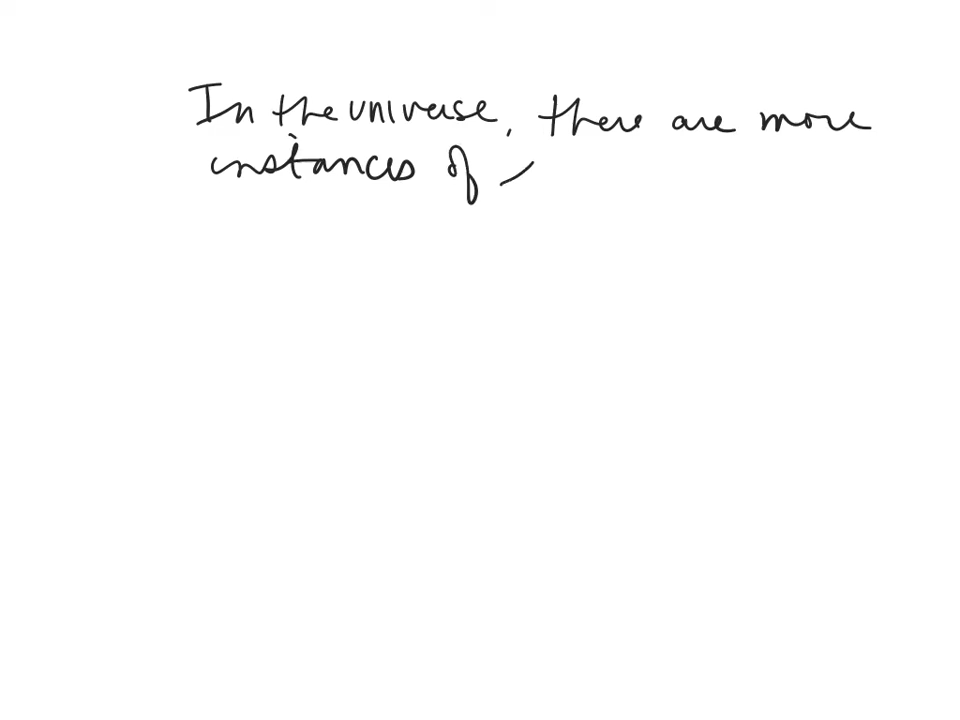 In the universe, there are more
instances of